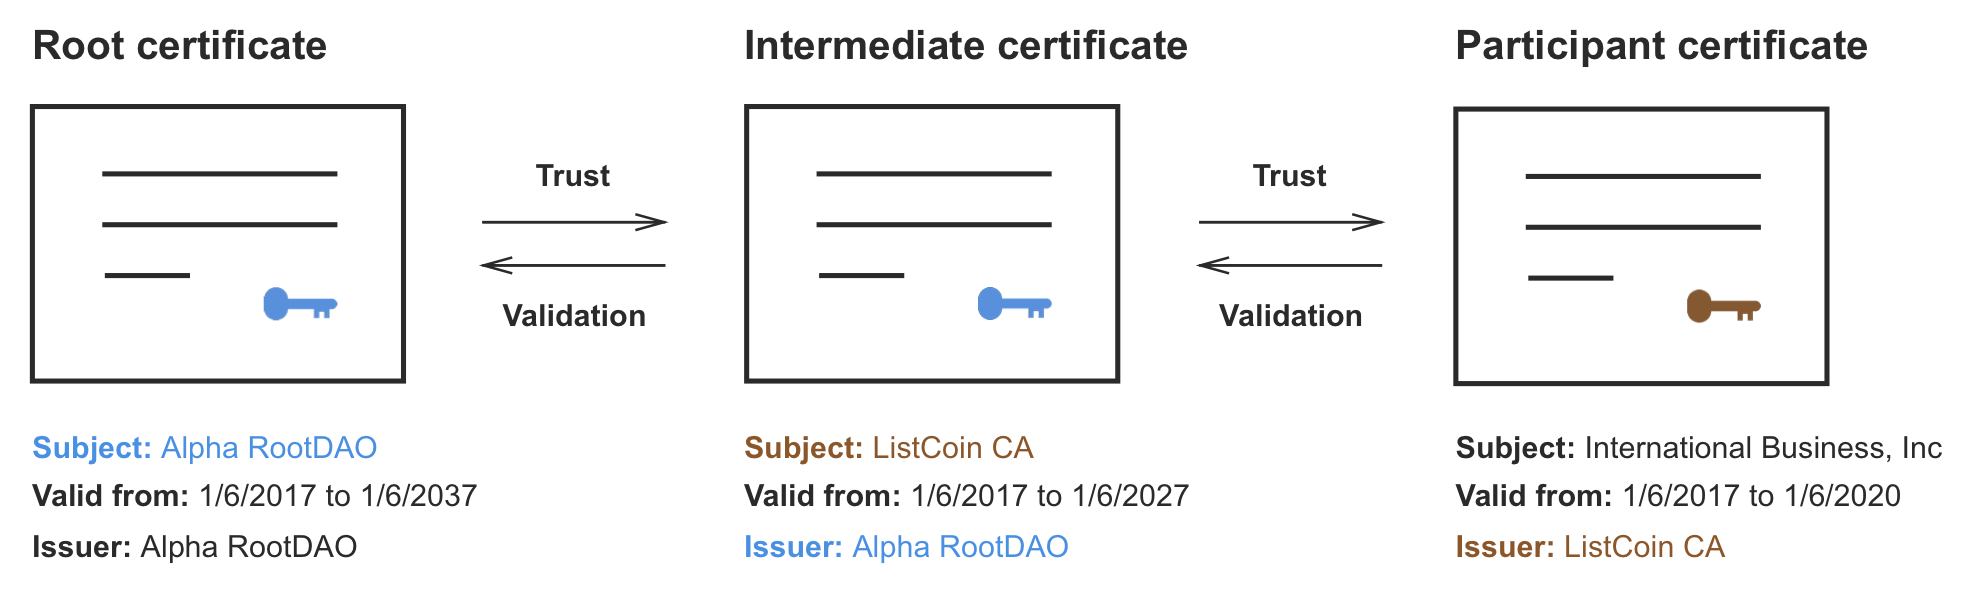 Root certificate
Intermediate certificate
Participant certificate
Trust
Validation
Trust
Validation
Subject: Alpha RootDAO
Valid from: 1/6/2017 to 1/6/2037
Issuer: Alpha RootDAO
Subject: ListCoin CA
Valid from: 1/6/2017 to 1/6/2027
Issuer: Alpha RootDAO
Subject: International Business, Inc
Valid from: 1/6/2017 to 1/6/2020
Issuer: ListCoin CA